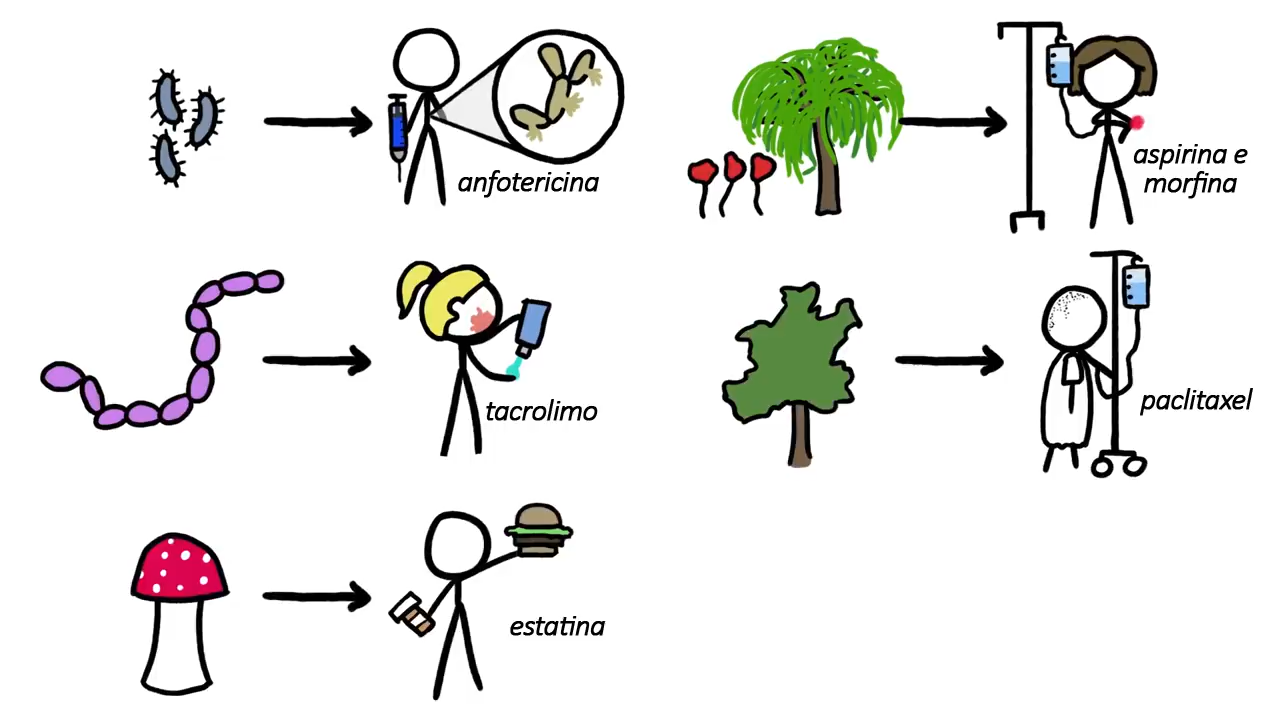 anfotericina
aspirina e
morfina
tacrolimo
paclitaxel
estatina